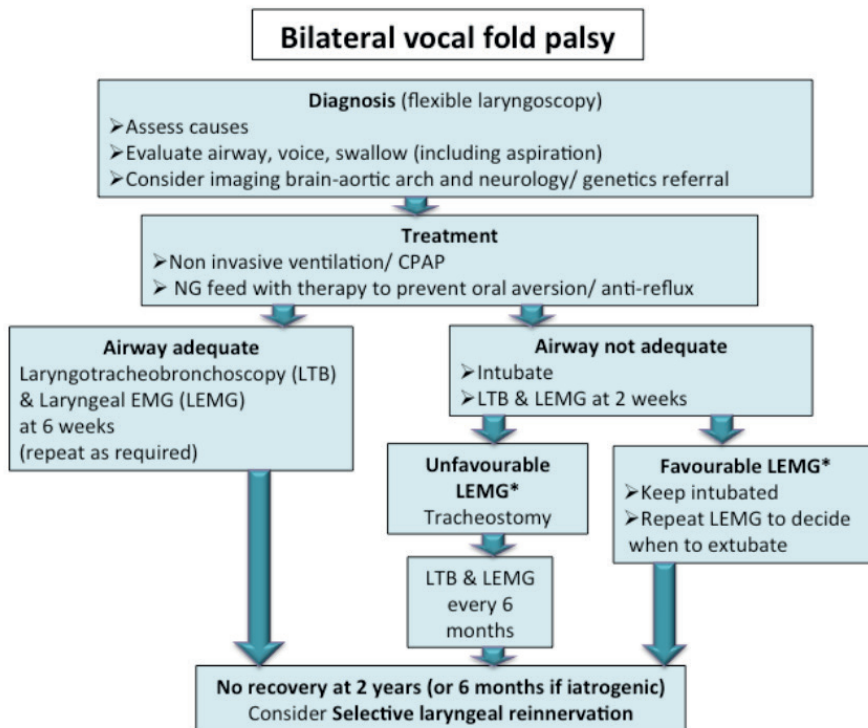 Bilateral vocal fold palsy
Diagnosis (flexible laryngoscopy)
➢Assess causes
➢Evaluate airway, voice, swallow (including aspiration)
➢Consider imaging brain-aortic arch and neurology/ genetics referral
Treatment
➢Non invasive ventilation/ CPAP
➢ NG feed with therapy to prevent oral aversion/ anti-reflux
Airway adequate
Laryngotracheobronchoscopy (LTB)
& Laryngeal EMG (LEMG)
at 6 weeks
(repeat as required)
Airway not adequate
➢Intubate
➢LTB & LEMG at 2 weeks
Unfavourable
LEMG*
Tracheostomy
Favourable LEMG*
➢Keep intubated
➢Repeat LEMG to decide
when to extubate
LTB & LEMG
every 6
months
No recovery at 2 years (or 6 months if iatrogenic)
Consider Selective laryngeal reinnervation